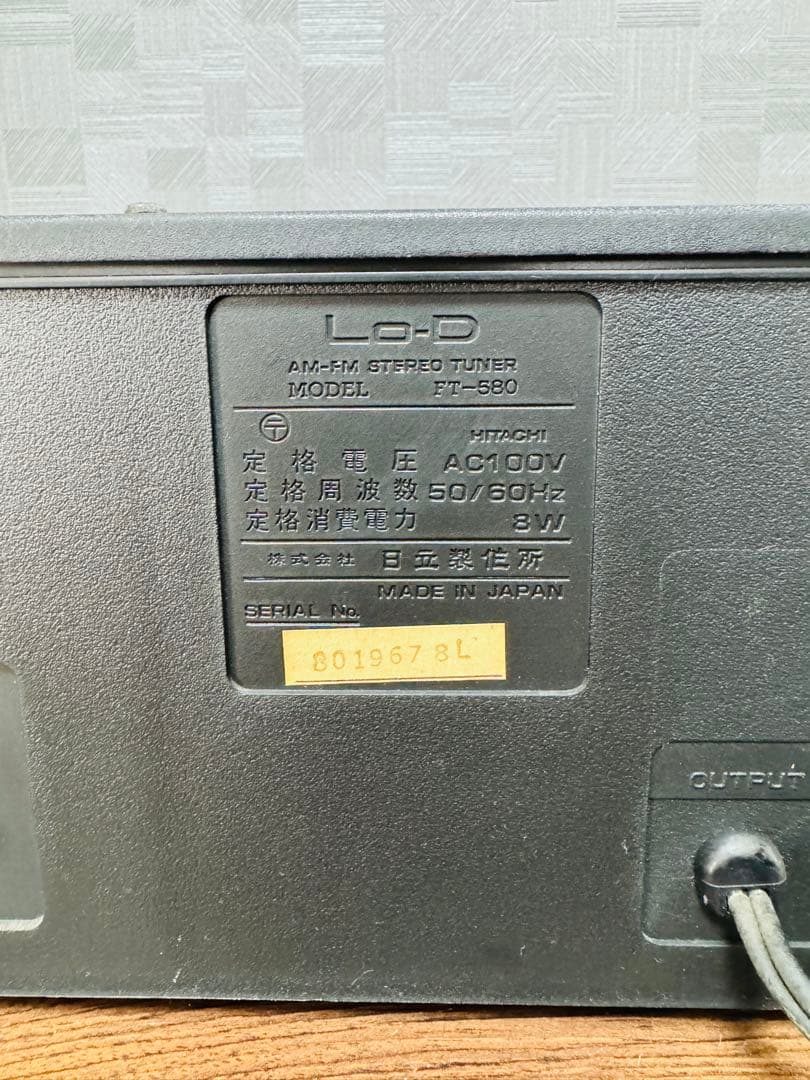 Lo-D
AM-FM STEREO TUNER
MODEL FT-580
〒 HITACHI
定格電圧 AC100V
定格周波数 50/60Hz
定格消費電力 8W
株式会社 日立製作所
MADE IN JAPAN
SERIAL No.
8019678L
OUTPUT